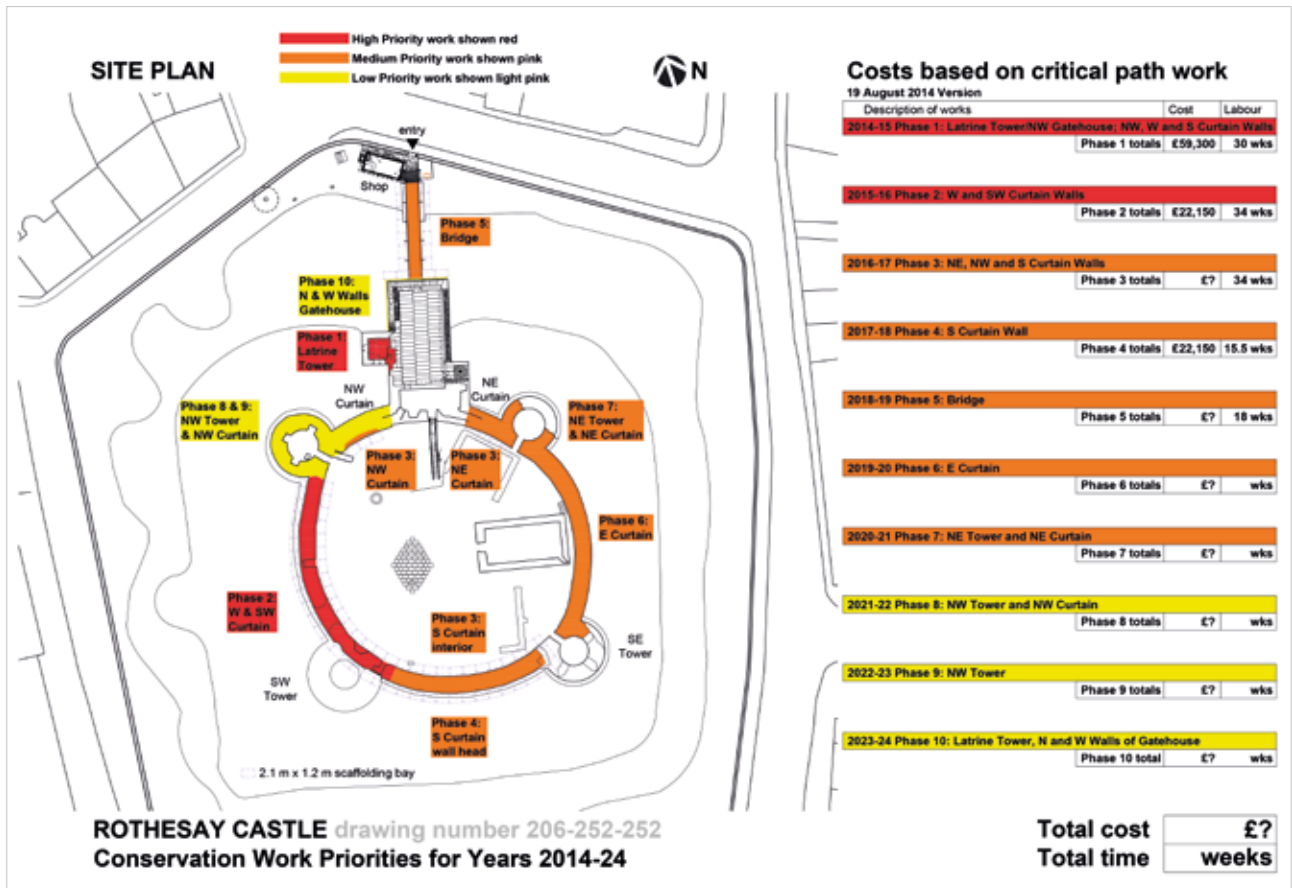 SITE PLAN
High Priority work shown red
Medium Priority work shown pink
Low Priority work shown light pink
N
entry
Shop
Phase 5:
Bridge
Phase 10:
N & W Walls
Gatehouse
Phase 1:
Latrine
Tower
NW
Curtain
NE
Curtain
Phase 8 & 9:
NW Tower
& NW Curtain
Phase 7:
NE Tower
& NE Curtain
Phase 3:
NW
Curtain
Phase 3:
NE
Curtain
Phase 6:
E Curtain
Phase 2:
W & SW
Curtain
Phase 3:
S Curtain
interior
SE
Tower
SW
Tower
Phase 4:
S Curtain
wall head
2.1 m x 1.2 m scaffolding bay
Costs based on critical path work
19 August 2014 Version
Description of works Cost Labour
2014-15 Phase 1: Latrine Tower/NW Gatehouse; NW, W and S Curtain Walls
Phase 1 totals £59,300 30 wks
2015-16 Phase 2: W and SW Curtain Walls
Phase 2 totals £22,150 34 wks
2016-17 Phase 3: NE, NW and S Curtain Walls
Phase 3 totals £? 34 wks
2017-18 Phase 4: S Curtain Wall
Phase 4 totals £22,150 15.5 wks
2018-19 Phase 5: Bridge
Phase 5 totals £? 18 wks
2019-20 Phase 6: E Curtain
Phase 6 totals £? wks
2020-21 Phase 7: NE Tower and NE Curtain
Phase 7 totals £? wks
2021-22 Phase 8: NW Tower and NW Curtain
Phase 8 totals £? wks
2022-23 Phase 9: NW Tower
Phase 9 totals £? wks
2023-24 Phase 10: Latrine Tower, N and W Walls of Gatehouse
Phase 10 total £? wks
ROTHESAY CASTLE drawing number 206-252-252
Conservation Work Priorities for Years 2014-24
Total cost £?
Total time weeks